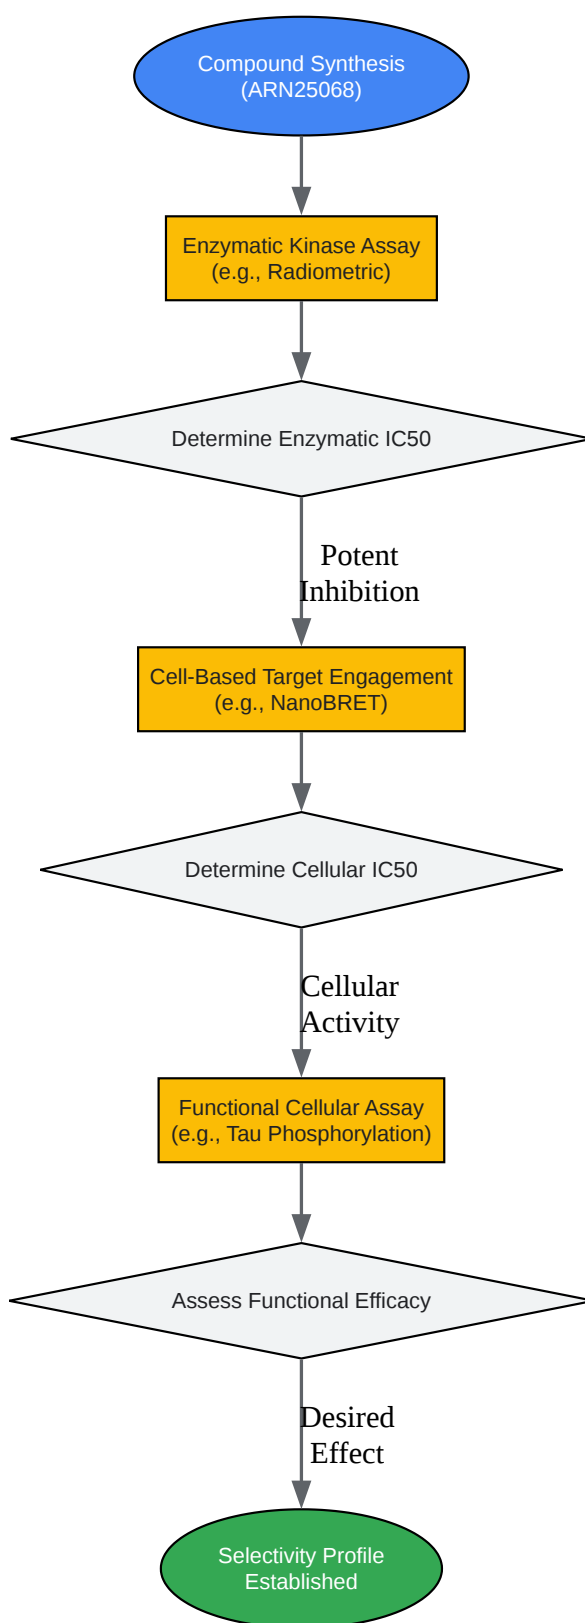 Compound Synthesis
(ARN25068)
Enzymatic Kinase Assay
(e.g., Radiometric)
Determine Enzymatic IC50
Potent
Inhibition
Cell-Based Target Engagement
(e.g., NanoBRET)
Determine Cellular IC50
Cellular
Activity
Functional Cellular Assay
(e.g., Tau Phosphorylation)
Assess Functional Efficacy
Desired
Effect
Selectivity Profile
Established